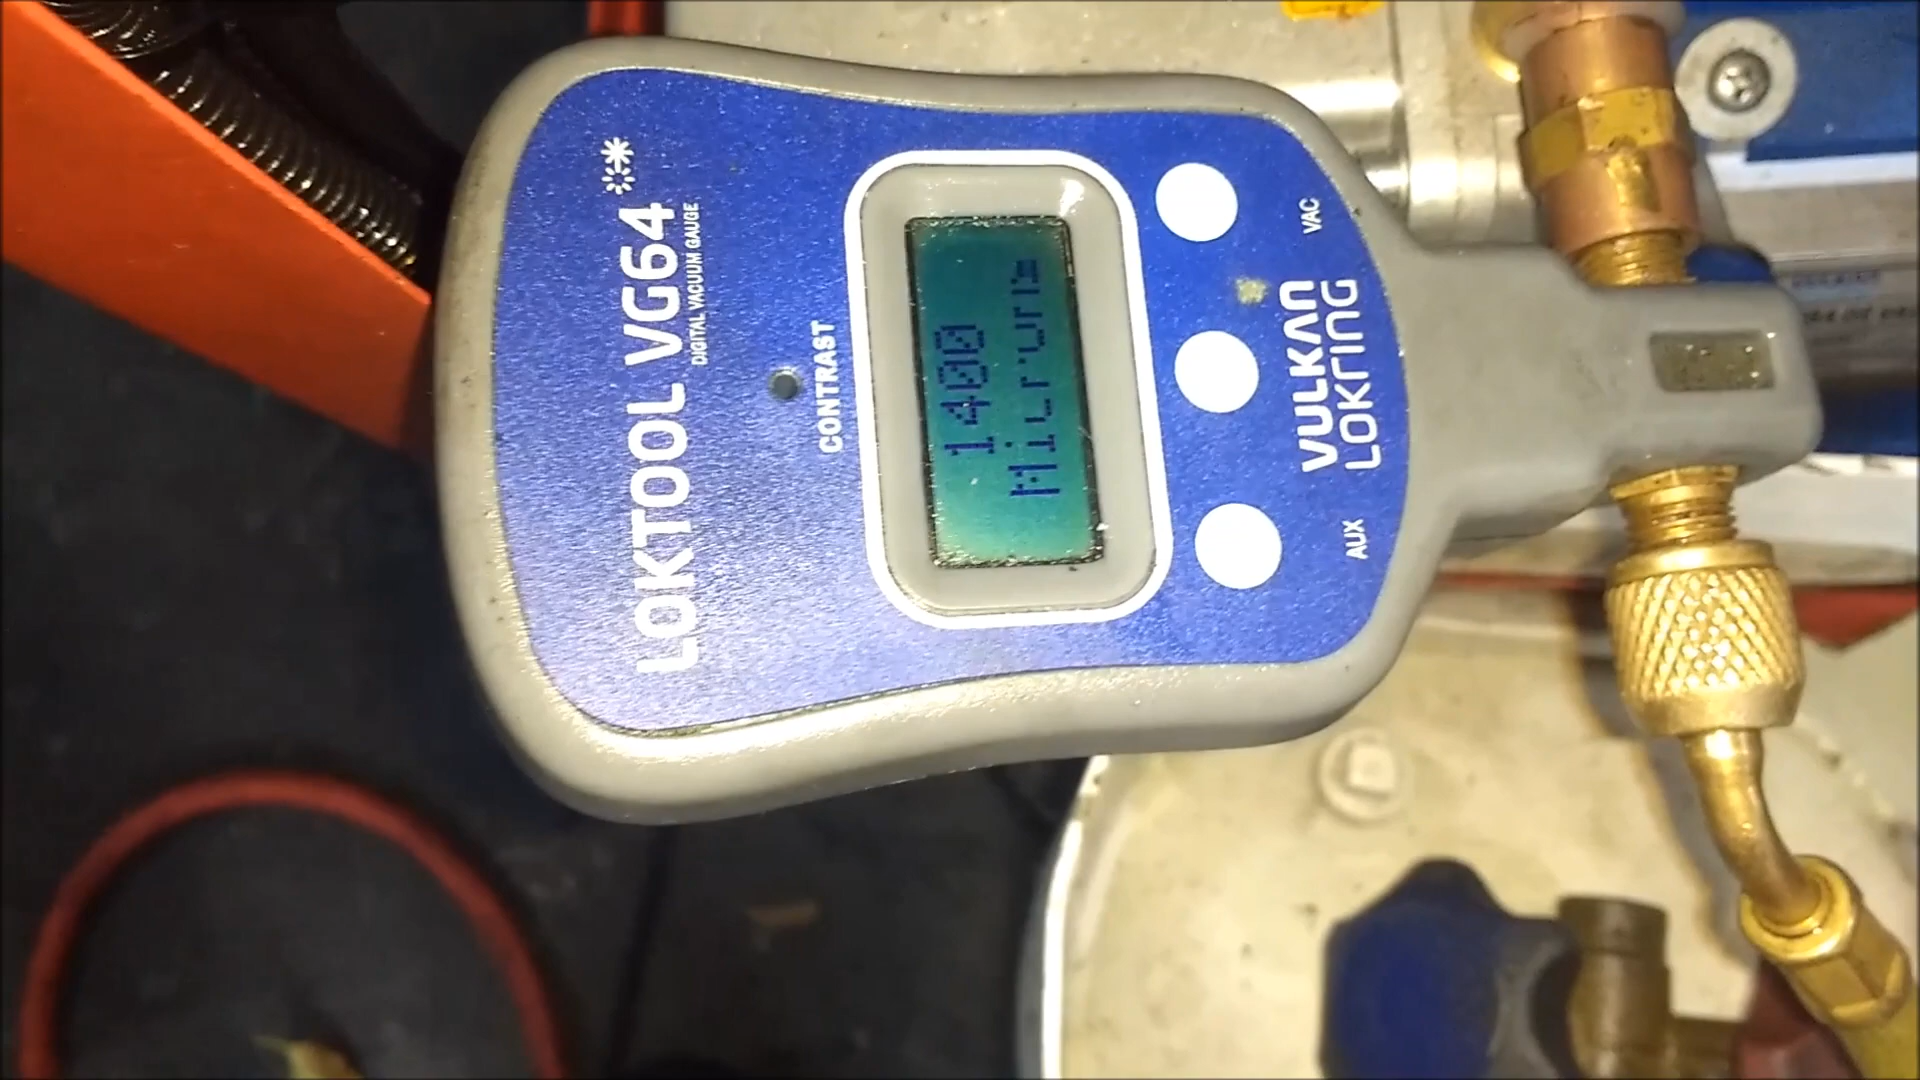 LOKTOOL VG64
DIGITAL VACUUM GAUGE
CONTRAST
1400
Microns
AUX
VAC
VULKAN
LOKRING